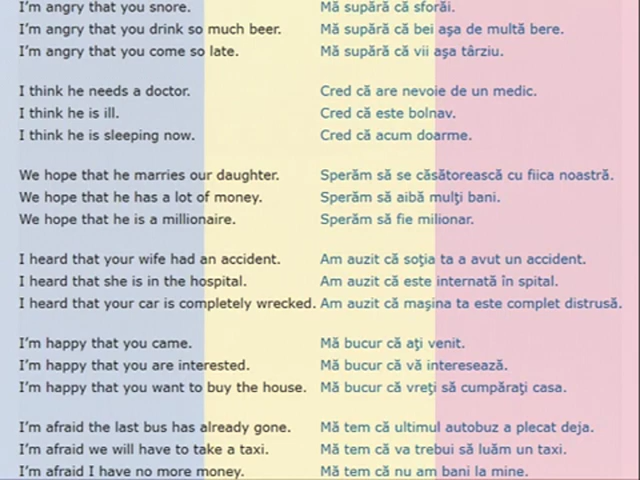 I'm angry that you snore. Mă supără că sforăi.
I'm angry that you drink so much beer. Mă supără că bei aşa de multă bere.
I'm angry that you come so late. Mă supără că vii aşa târziu.
I think he needs a doctor. Cred că are nevoie de un medic.
I think he is ill. Cred că este bolnav.
I think he is sleeping now. Cred că acum doarme.
We hope that he marries our daughter. Sperăm să se căsătorească cu fiica noastră.
We hope that he has a lot of money. Sperăm să aibă mulţi bani.
We hope that he is a millionaire. Sperăm să fie milionar.
I heard that your wife had an accident. Am auzit că soţia ta a avut un accident.
I heard that she is in the hospital. Am auzit că este internată în spital.
I heard that your car is completely wrecked. Am auzit că maşina ta este complet distrusă.
I'm happy that you came. Mă bucur că aţi venit.
I'm happy that you are interested. Mă bucur că vă interesează.
I'm happy that you want to buy the house. Mă bucur că vreţi să cumpăraţi casa.
I'm afraid the last bus has already gone. Mă tem că ultimul autobuz a plecat deja.
I'm afraid we will have to take a taxi. Mă tem că va trebui să luăm un taxi.
I'm afraid I have no more money. Mă tem că nu am bani la mine.